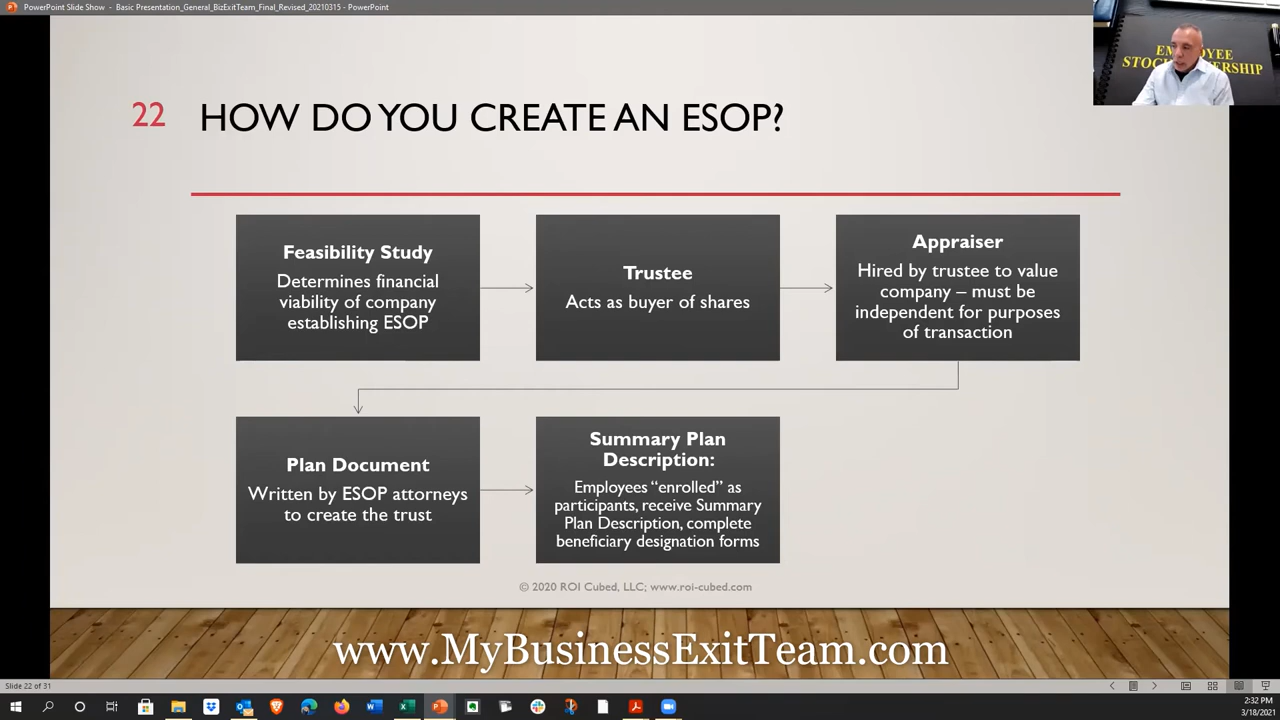 PowerPoint Slide Show - Basic Presentation_General_BizExitTeam_Final_Revised_20210315 - PowerPoint
EMPLOYEE
22 HOW DO YOU CREATE AN ESOP?
Feasibility Study
Determines financial
viability of company
establishing ESOP
Trustee
Acts as buyer of shares
Appraiser
Hired by trustee to value
company – must be
independent for purposes
of transaction
Plan Document
Written by ESOP attorneys
to create the trust
Summary Plan
Description:
Employees “enrolled” as
participants, receive Summary
Plan Description, complete
beneficiary designation forms
© 2020 ROI Cubed, LLC; www.roi-cubed.com
www.MyBusinessExitTeam.com
Slide 22 of 31
2:32 PM
3/18/2021